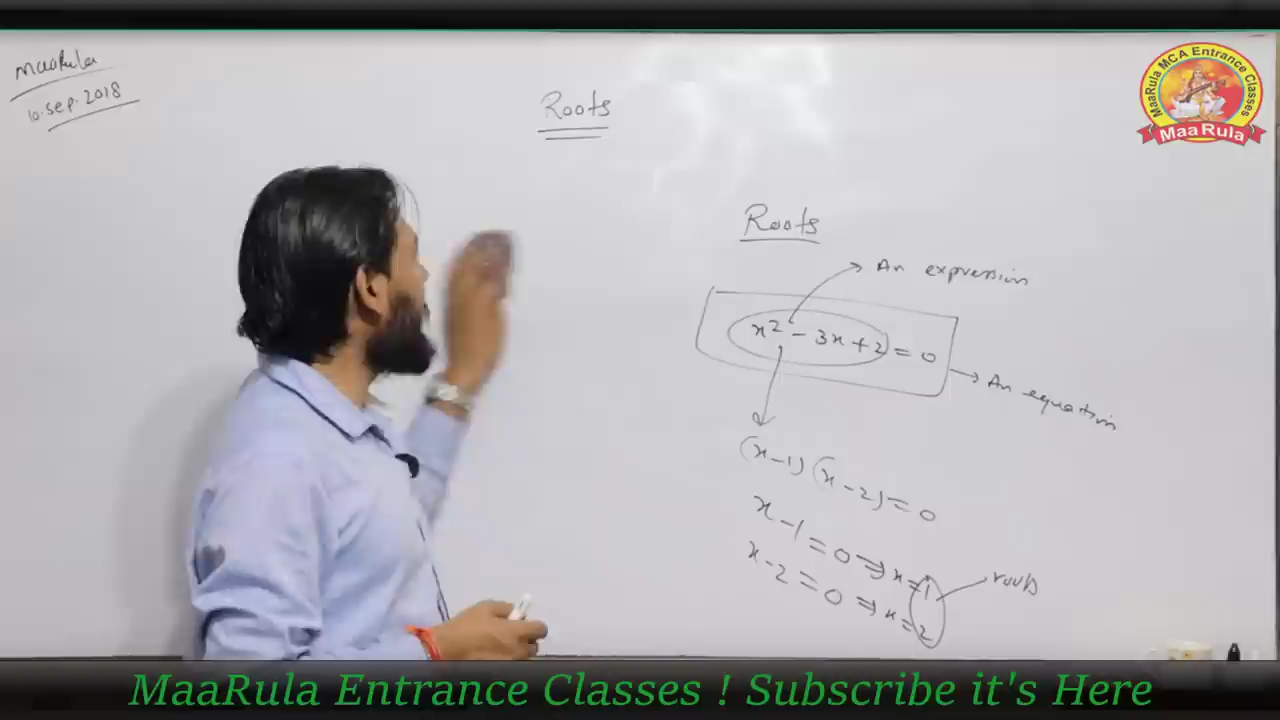 MaaRula
10.Sep.2018
Roots
MaaRula MCA Entrance Classes
MaaRula
Roots
An expression
x² - 3x + 2 = 0
An equation
(x-1) (x-2) = 0
x-1 = 0 ⇒ x=1
roots
x-2 = 0 ⇒ x=2
MaaRula Entrance Classes ! Subscribe it's Here